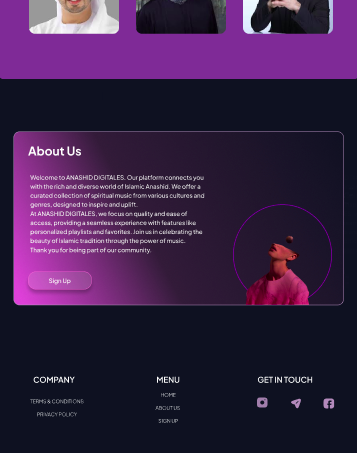 About Us
Welcome to ANASHID DIGITALES. Our platform connects you
with the rich and diverse world of Islamic Anashid. We offer a
curated collection of spiritual music from various cultures and
genres, designed to inspire and uplift.
At ANASHID DIGITALES, we focus on quality and ease of
access, providing a seamless experience with features like
personalized playlists and favorites. Join us in celebrating the
beauty of Islamic tradition through the power of music.
Thank you for being part of our community.
Sign Up
COMPANY
TERMS & CONDITIONS
PRIVACY POLICY
MENU
HOME
ABOUT US
SIGN UP
GET IN TOUCH